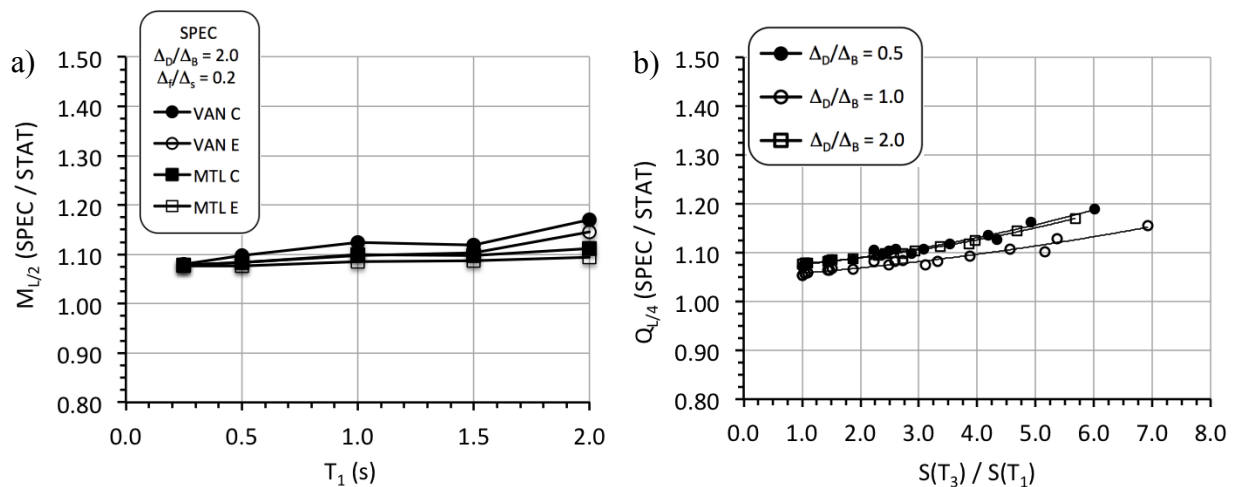 a)
SPEC
Δ_D/Δ_B = 2.0
Δ_f/Δ_s = 0.2
VAN C
VAN E
MTL C
MTL E
M_L/2 (SPEC / STAT)
1.50
1.40
1.30
1.20
1.10
1.00
0.90
0.80
0.0 0.5 1.0 1.5 2.0
T_1 (s)
b)
Δ_D/Δ_B = 0.5
Δ_D/Δ_B = 1.0
Δ_D/Δ_B = 2.0
Q_L/4 (SPEC / STAT)
1.50
1.40
1.30
1.20
1.10
1.00
0.90
0.80
0.0 1.0 2.0 3.0 4.0 5.0 6.0 7.0 8.0
S(T_3) / S(T_1)